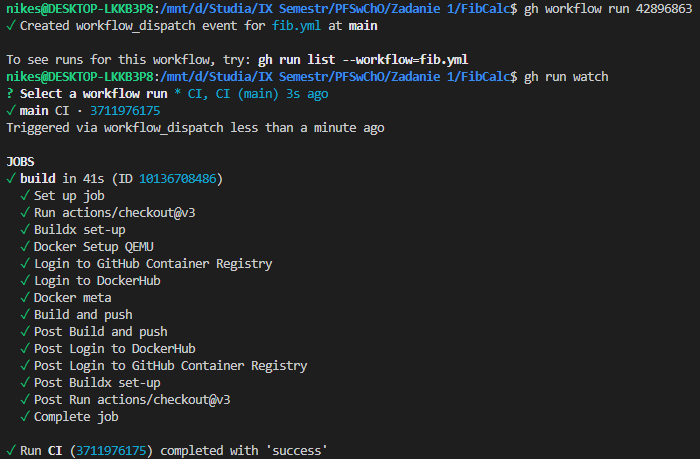 nikes@DESKTOP-LKKB3P8:/mnt/d/Studia/IX Semestr/PFSwChO/Zadanie 1/FibCalc$ gh workflow run 42896863
✓ Created workflow_dispatch event for fib.yml at main
To see runs for this workflow, try: gh run list --workflow=fib.yml
nikes@DESKTOP-LKKB3P8:/mnt/d/Studia/IX Semestr/PFSwChO/Zadanie 1/FibCalc$ gh run watch
? Select a workflow run * CI, CI (main) 3s ago
✓ main CI · 3711976175
Triggered via workflow_dispatch less than a minute ago
JOBS
✓ build in 41s (ID 10136708486)
✓ Set up job
✓ Run actions/checkout@v3
✓ Buildx set-up
✓ Docker Setup QEMU
✓ Login to GitHub Container Registry
✓ Login to DockerHub
✓ Docker meta
✓ Build and push
✓ Post Build and push
✓ Post Login to DockerHub
✓ Post Login to GitHub Container Registry
✓ Post Buildx set-up
✓ Post Run actions/checkout@v3
✓ Complete job
✓ Run CI (3711976175) completed with 'success'